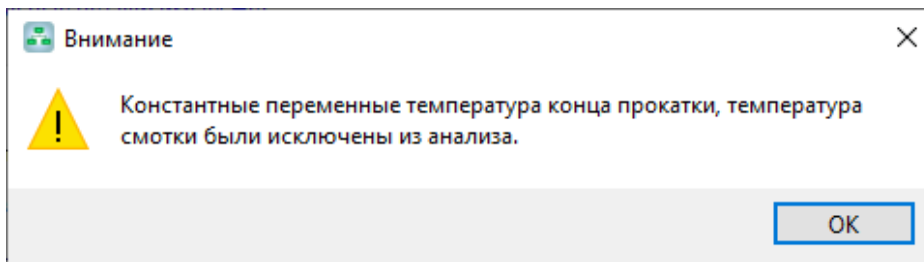 Внимание
Константные переменные температура конца прокатки, температура
смотки были исключены из анализа.
OK